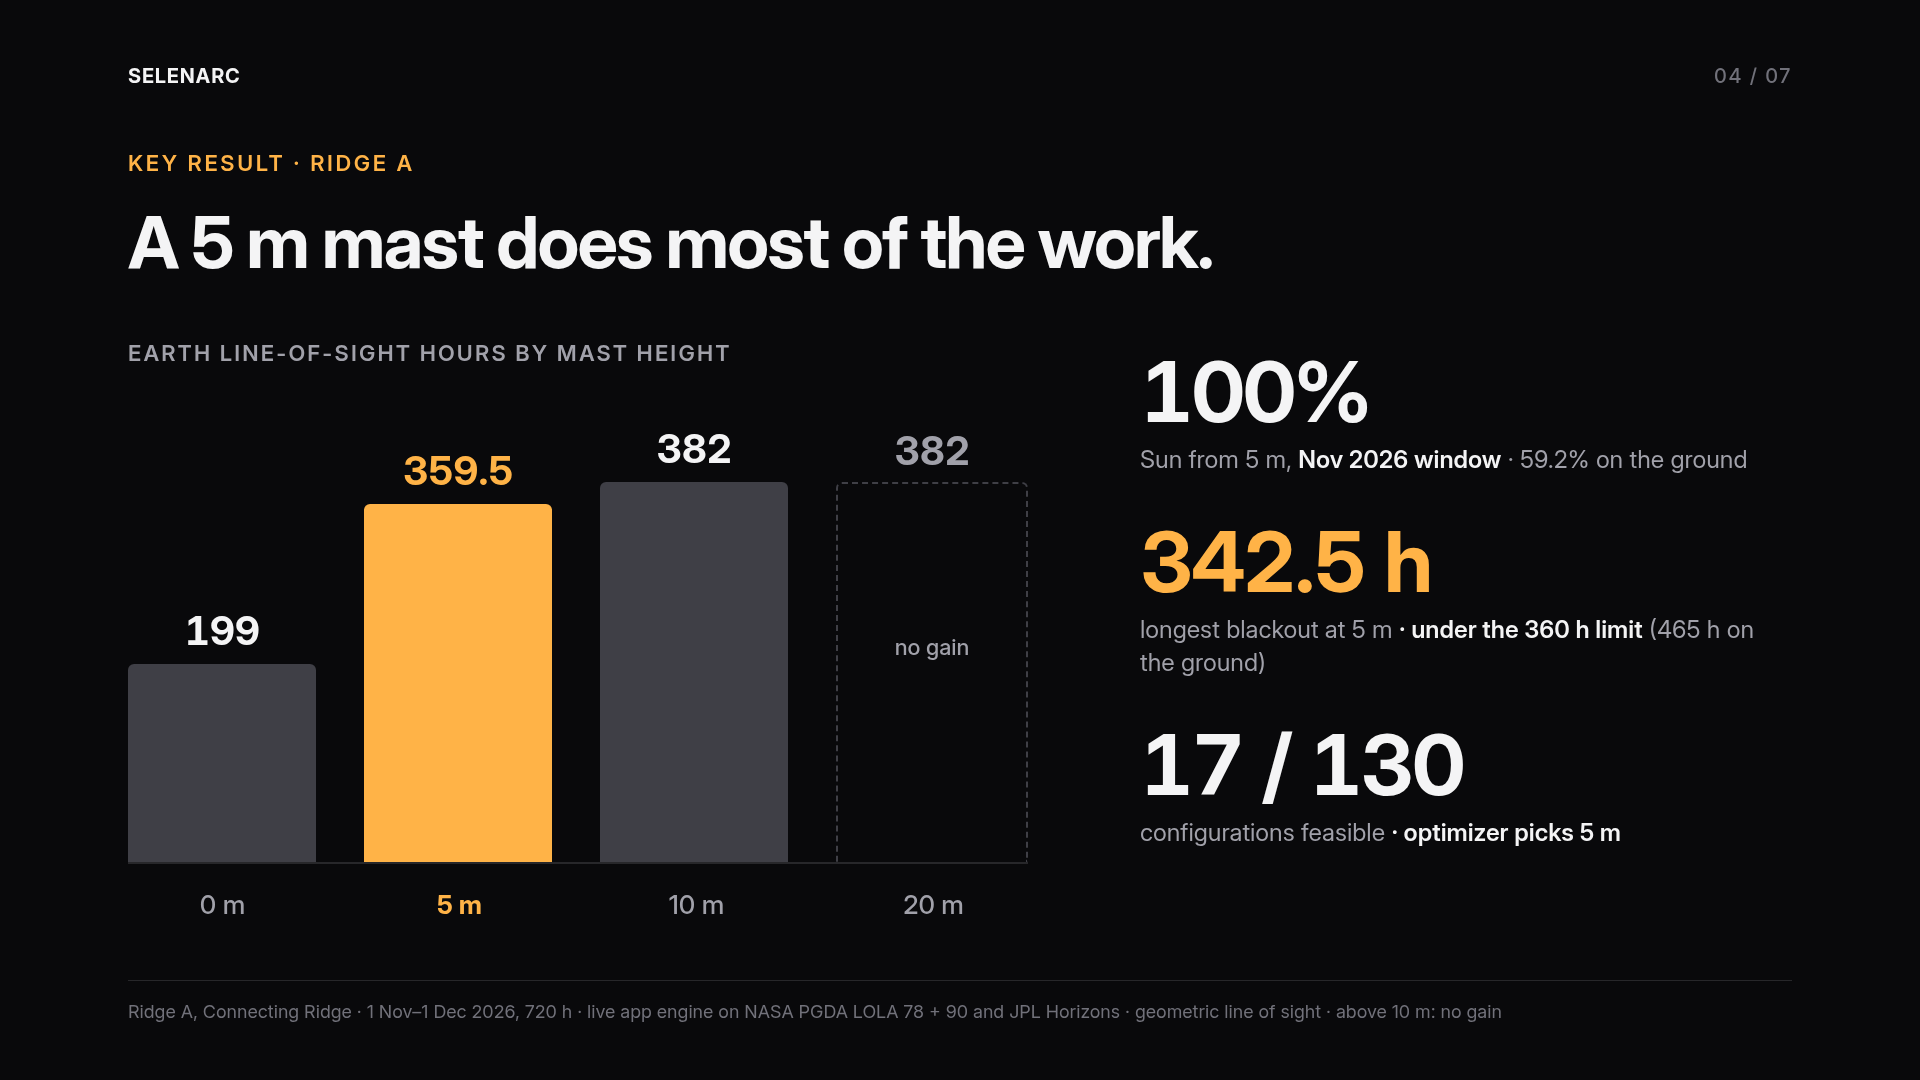 SELENARC
04 / 07
KEY RESULT · RIDGE A
A 5 m mast does most of the work.
EARTH LINE-OF-SIGHT HOURS BY MAST HEIGHT
199
359.5
382
382
no gain
0 m
5 m
10 m
20 m
100%
Sun from 5 m, Nov 2026 window · 59.2% on the ground
342.5 h
longest blackout at 5 m · under the 360 h limit (465 h on
the ground)
17 / 130
configurations feasible · optimizer picks 5 m
Ridge A, Connecting Ridge · 1 Nov–1 Dec 2026, 720 h · live app engine on NASA PGDA LOLA 78 + 90 and JPL Horizons · geometric line of sight · above 10 m: no gain